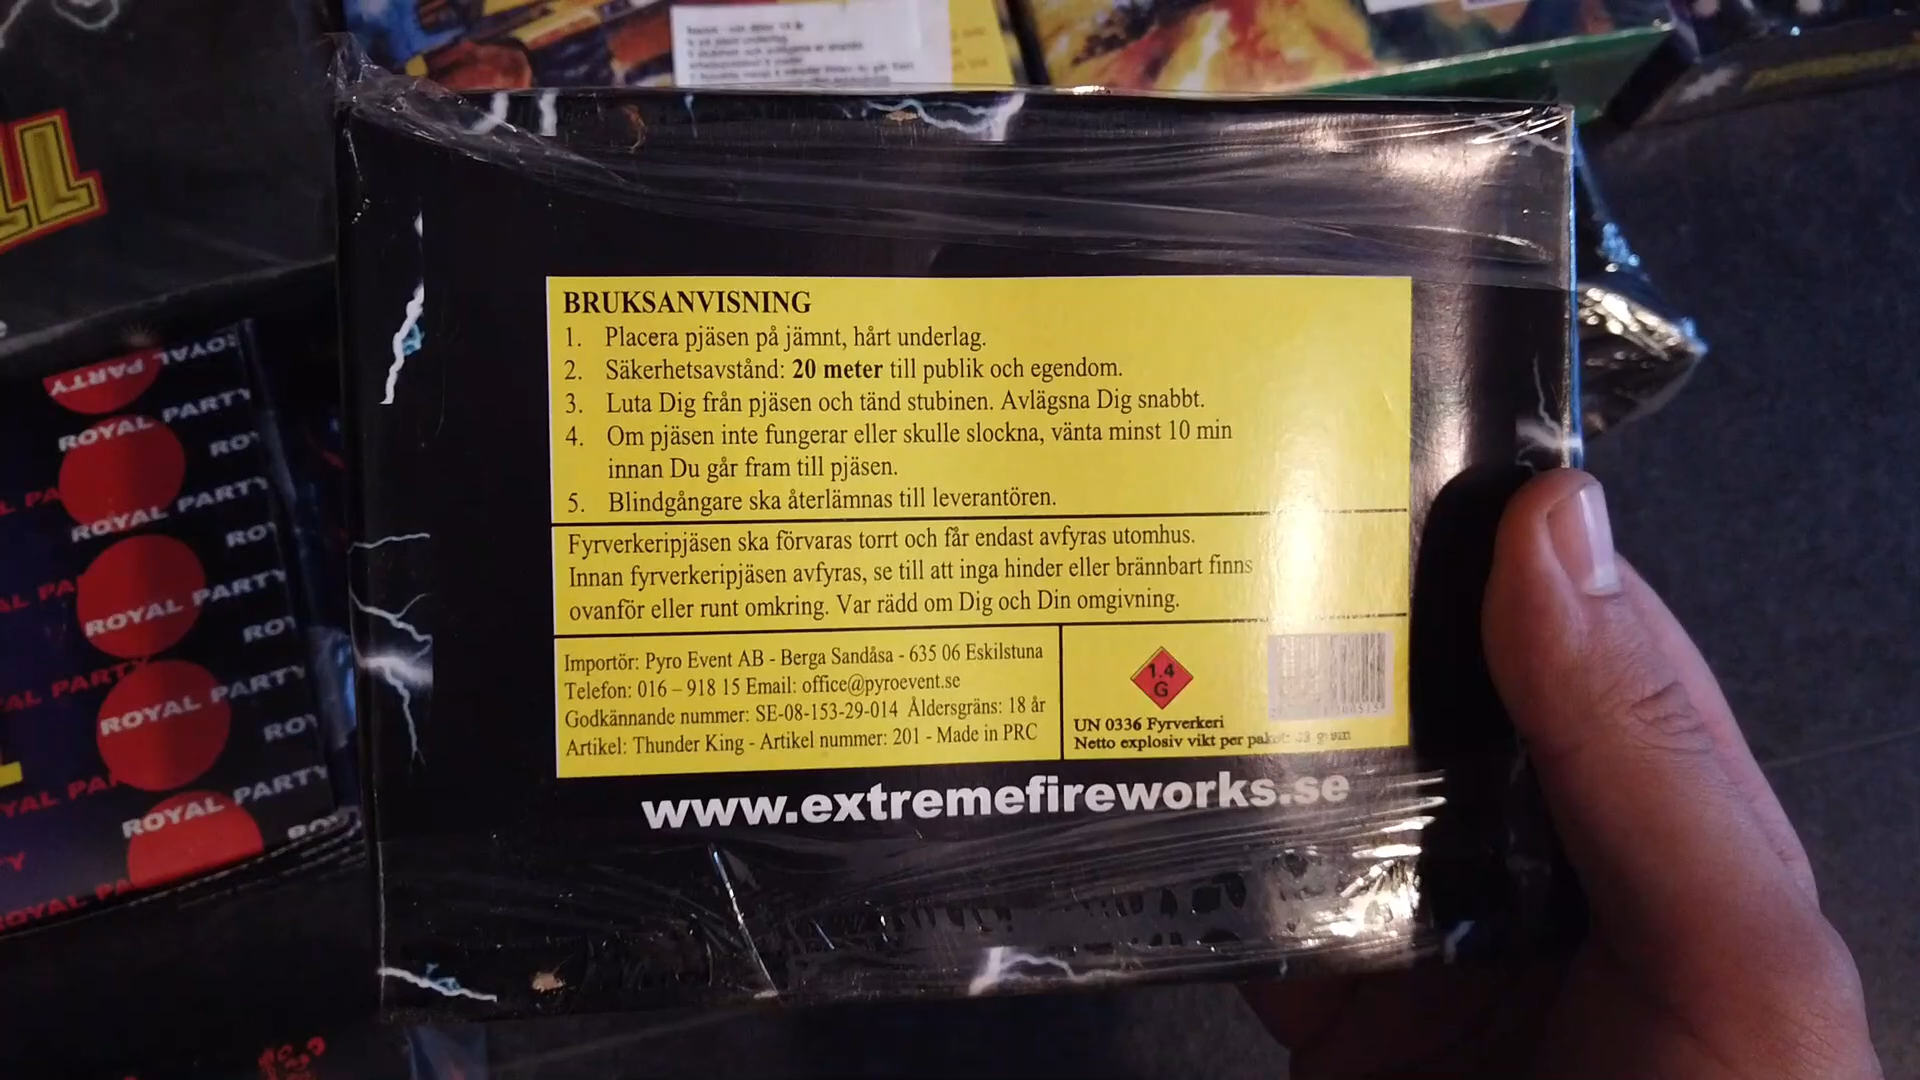 BRUKSANVISNING
1. Placera pjäsen på jämnt, hårt underlag.
2. Säkerhetsavstånd: 20 meter till publik och egendom.
3. Luta Dig från pjäsen och tänd stubinen. Avlägsna Dig snabbt.
4. Om pjäsen inte fungerar eller skulle slockna, vänta minst 10 min
innan Du går fram till pjäsen.
5. Blindgångare ska återlämnas till leverantören.
Fyrverkeripjäsen ska förvaras torrt och får endast avfyras utomhus.
Innan fyrverkeripjäsen avfyras, se till att inga hinder eller brännbart finns
ovanför eller runt omkring. Var rädd om Dig och Din omgivning.
Importör: Pyro Event AB - Berga Sandåsa - 635 06 Eskilstuna
Telefon: 016 – 918 15 Email: office@pyroevent.se
Godkännande nummer: SE-08-153-29-014 Åldersgräns: 18 år
Artikel: Thunder King - Artikel nummer: 201 - Made in PRC
1.4
G
UN 0336 Fyrverkeri
Netto explosiv vikt per
www.extremefireworks.se
ROYAL PARTY
ROYAL PARTY
ROYAL PARTY
ROYAL PARTY
ROYAL PARTY
ROYAL PARTY